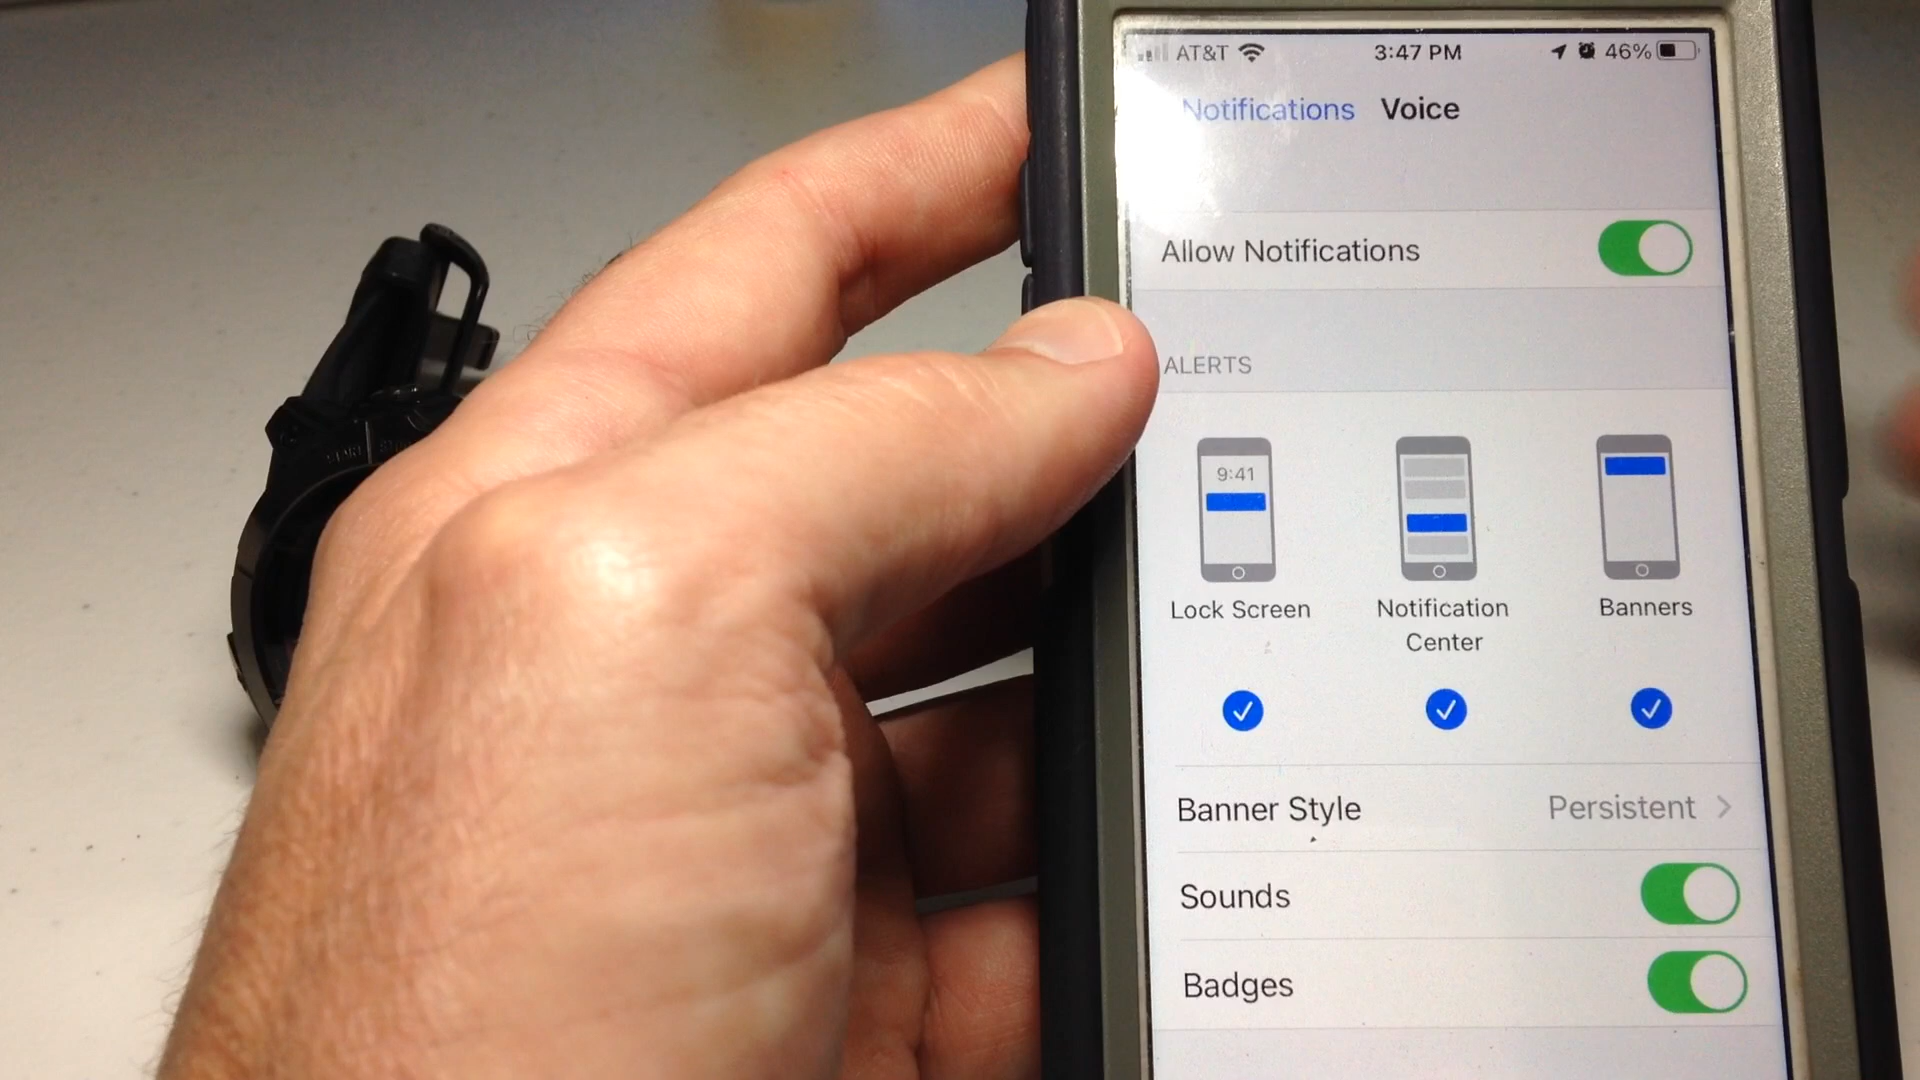 AT&T 3:47 PM 46%
Notifications Voice
Allow Notifications
ALERTS
9:41
Lock Screen Notification Center Banners
Banner Style Persistent
Sounds
Badges